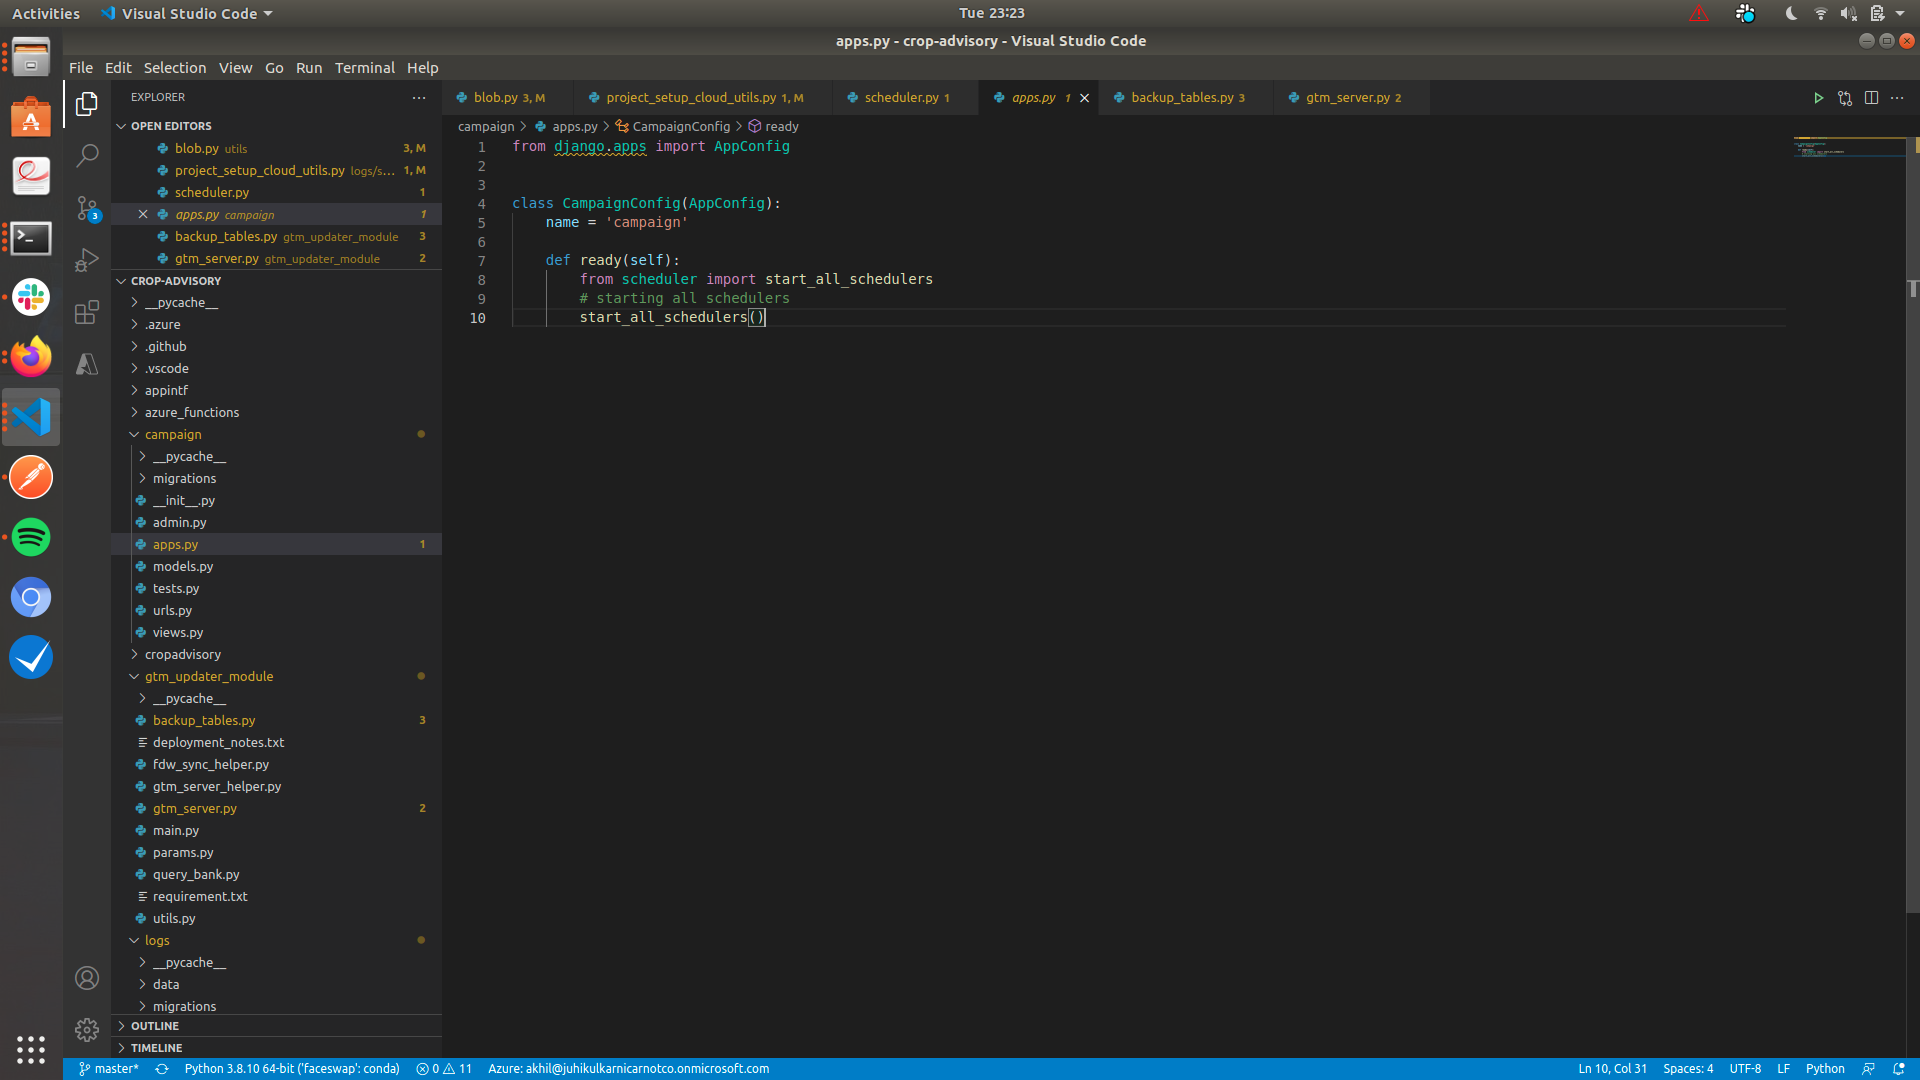 Activities Visual Studio Code Tue 23:23
apps.py - crop-advisory - Visual Studio Code
File Edit Selection View Go Run Terminal Help
EXPLORER
OPEN EDITORS
blob.py utils 3, M
project_setup_cloud_utils.py logs/s... 1, M
scheduler.py 1
apps.py campaign 1
backup_tables.py gtm_updater_module 3
gtm_server.py gtm_updater_module 2
CROP-ADVISORY
__pycache__
.azure
.github
.vscode
appintf
azure_functions
campaign
__pycache__
migrations
__init__.py
admin.py
apps.py 1
models.py
tests.py
urls.py
views.py
cropadvisory
gtm_updater_module
__pycache__
backup_tables.py 3
deployment_notes.txt
fdw_sync_helper.py
gtm_server_helper.py
gtm_server.py 2
main.py
params.py
query_bank.py
requirement.txt
utils.py
logs
__pycache__
data
migrations
OUTLINE
TIMELINE
3
blob.py 3, M project_setup_cloud_utils.py 1, M scheduler.py 1 apps.py 1 backup_tables.py 3 gtm_server.py 2
campaign > apps.py > CampaignConfig > ready
1 from django.apps import AppConfig
2
3
4 class CampaignConfig(AppConfig):
5 name = 'campaign'
6
7 def ready(self):
8 from scheduler import start_all_schedulers
9 # starting all schedulers
10 start_all_schedulers()
master* Python 3.8.10 64-bit ('faceswap': conda) 0 11 Azure: akhil@juhikulkarnicarnotco.onmicrosoft.com Ln 10, Col 31 Spaces: 4 UTF-8 LF Python